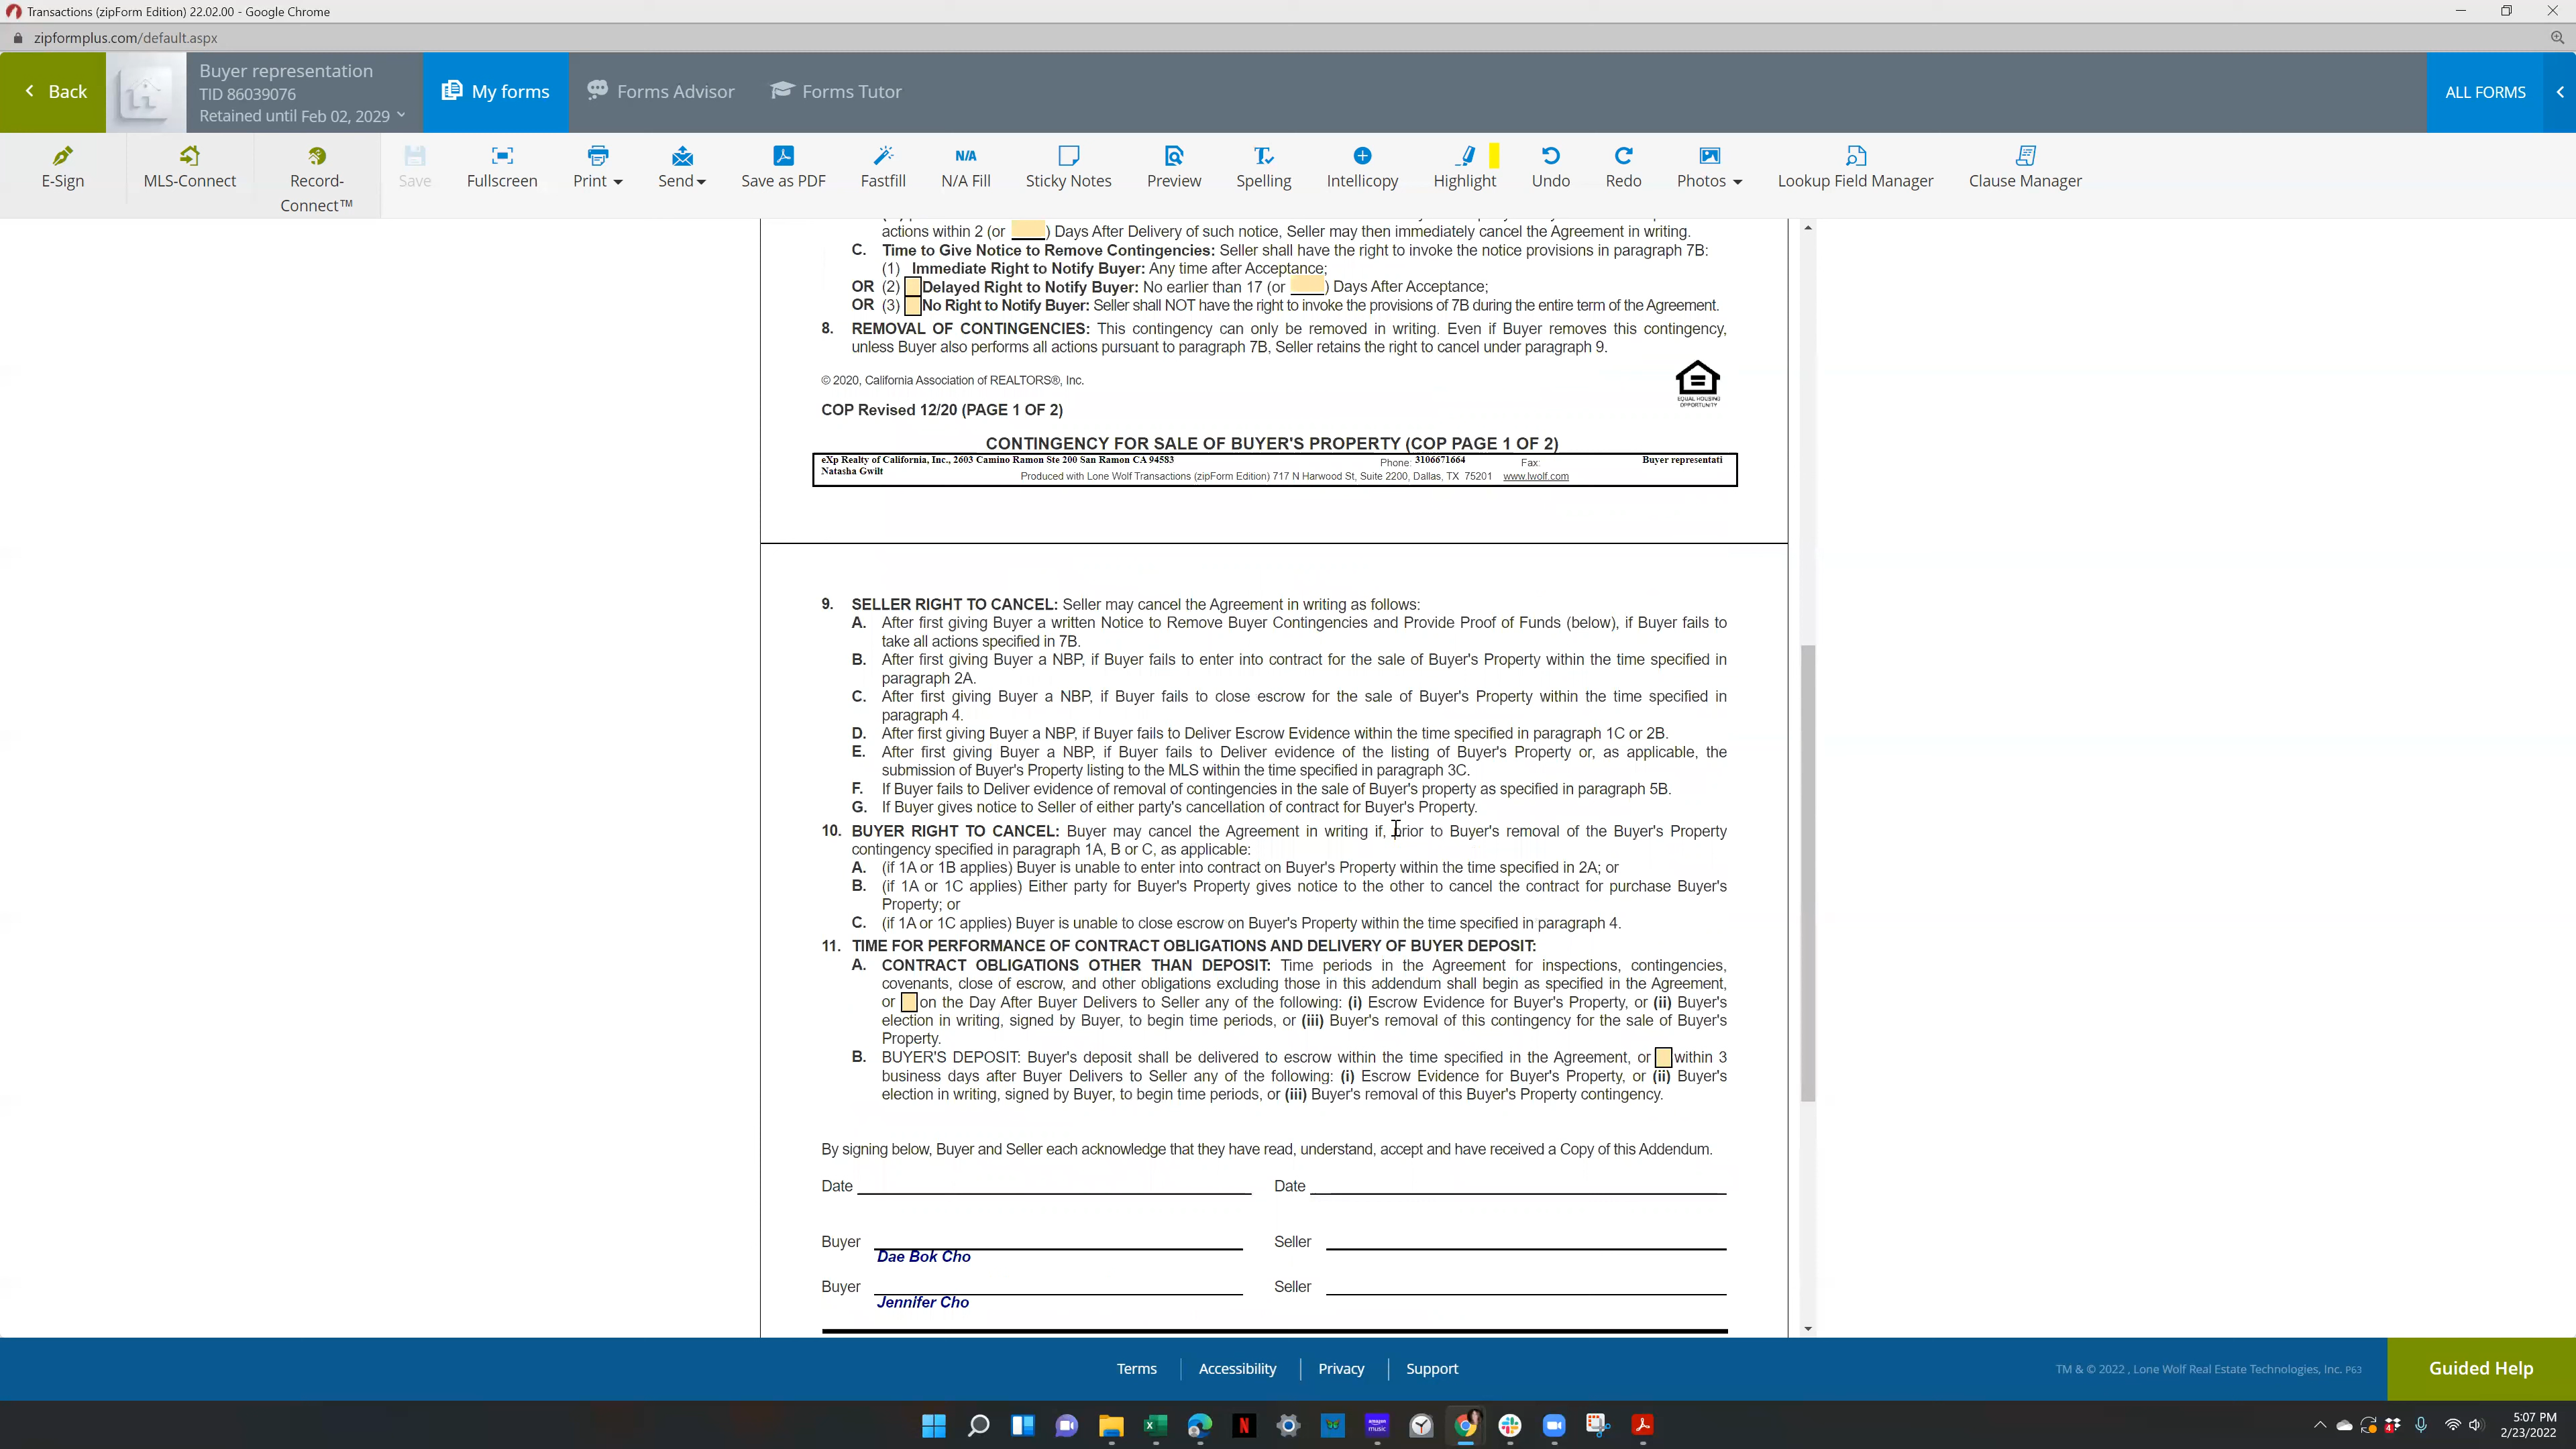 Transactions (zipForm Edition) 22.02.00 - Google Chrome
zipformplus.com/default.aspx
Back
Buyer representation
TID 86039076
Retained until Feb 02, 2029
My forms
Forms Advisor
Forms Tutor
ALL FORMS
E-Sign
MLS-Connect
Record-
Connect™
Save
Fullscreen
Print
Send
Save as PDF
Fastfill
N/A
N/A Fill
Sticky Notes
Preview
Spelling
Intellicopy
Highlight
Undo
Redo
Photos
Lookup Field Manager
Clause Manager
actions within 2 (or ____) Days After Delivery of such notice, Seller may then immediately cancel the Agreement in writing.
C. Time to Give Notice to Remove Contingencies: Seller shall have the right to invoke the notice provisions in paragraph 7B:
(1) Immediate Right to Notify Buyer: Any time after Acceptance;
OR (2) Delayed Right to Notify Buyer: No earlier than 17 (or ____) Days After Acceptance;
OR (3) No Right to Notify Buyer: Seller shall NOT have the right to invoke the provisions of 7B during the entire term of the Agreement.
8. REMOVAL OF CONTINGENCIES: This contingency can only be removed in writing. Even if Buyer removes this contingency,
unless Buyer also performs all actions pursuant to paragraph 7B, Seller retains the right to cancel under paragraph 9.
© 2020, California Association of REALTORS®, Inc.
EQUAL HOUSING
OPPORTUNITY
COP Revised 12/20 (PAGE 1 OF 2)
CONTINGENCY FOR SALE OF BUYER'S PROPERTY (COP PAGE 1 OF 2)
eXp Realty of California, Inc., 2603 Camino Ramon Ste 200 San Ramon CA 94583 Phone: 3106671664 Fax: Buyer representati
Natasha Gwilt
Produced with Lone Wolf Transactions (zipForm Edition) 717 N Harwood St, Suite 2200, Dallas, TX 75201 www.lwolf.com
9. SELLER RIGHT TO CANCEL: Seller may cancel the Agreement in writing as follows:
A. After first giving Buyer a written Notice to Remove Buyer Contingencies and Provide Proof of Funds (below), if Buyer fails to
take all actions specified in 7B.
B. After first giving Buyer a NBP, if Buyer fails to enter into contract for the sale of Buyer's Property within the time specified in
paragraph 2A.
C. After first giving Buyer a NBP, if Buyer fails to close escrow for the sale of Buyer's Property within the time specified in
paragraph 4.
D. After first giving Buyer a NBP, if Buyer fails to Deliver Escrow Evidence within the time specified in paragraph 1C or 2B.
E. After first giving Buyer a NBP, if Buyer fails to Deliver evidence of the listing of Buyer's Property or, as applicable, the
submission of Buyer's Property listing to the MLS within the time specified in paragraph 3C.
F. If Buyer fails to Deliver evidence of removal of contingencies in the sale of Buyer's property as specified in paragraph 5B.
G. If Buyer gives notice to Seller of either party's cancellation of contract for Buyer's Property.
10. BUYER RIGHT TO CANCEL: Buyer may cancel the Agreement in writing if, prior to Buyer's removal of the Buyer's Property
contingency specified in paragraph 1A, B or C, as applicable:
A. (if 1A or 1B applies) Buyer is unable to enter into contract on Buyer's Property within the time specified in 2A; or
B. (if 1A or 1C applies) Either party for Buyer's Property gives notice to the other to cancel the contract for purchase Buyer's
Property; or
C. (if 1A or 1C applies) Buyer is unable to close escrow on Buyer's Property within the time specified in paragraph 4.
11. TIME FOR PERFORMANCE OF CONTRACT OBLIGATIONS AND DELIVERY OF BUYER DEPOSIT:
A. CONTRACT OBLIGATIONS OTHER THAN DEPOSIT: Time periods in the Agreement for inspections, contingencies,
covenants, close of escrow, and other obligations excluding those in this addendum shall begin as specified in the Agreement,
or on the Day After Buyer Delivers to Seller any of the following: (i) Escrow Evidence for Buyer's Property, or (ii) Buyer's
election in writing, signed by Buyer, to begin time periods, or (iii) Buyer's removal of this contingency for the sale of Buyer's
Property.
B. BUYER'S DEPOSIT: Buyer's deposit shall be delivered to escrow within the time specified in the Agreement, or within 3
business days after Buyer Delivers to Seller any of the following: (i) Escrow Evidence for Buyer's Property, or (ii) Buyer's
election in writing, signed by Buyer, to begin time periods, or (iii) Buyer's removal of this Buyer's Property contingency.
By signing below, Buyer and Seller each acknowledge that they have read, understand, accept and have received a Copy of this Addendum.
Date Date
Buyer Seller
Dae Bok Cho
Buyer Seller
Jennifer Cho
Terms
Accessibility
Privacy
Support
TM & © 2022 , Lone Wolf Real Estate Technologies, Inc. P63
Guided Help
amazon
music
5:07 PM
2/23/2022